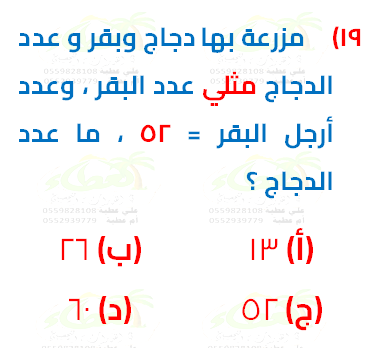 ١٩) مزرعة بها دجاج وبقر و عدد
الدجاج مثلي عدد البقر ، وعدد
أرجل البقر = ٥٢ ، ما عدد
الدجاج ؟
(أ) ١٣ (ب) ٢٦
(ج) ٥٢ (د) ٦٠